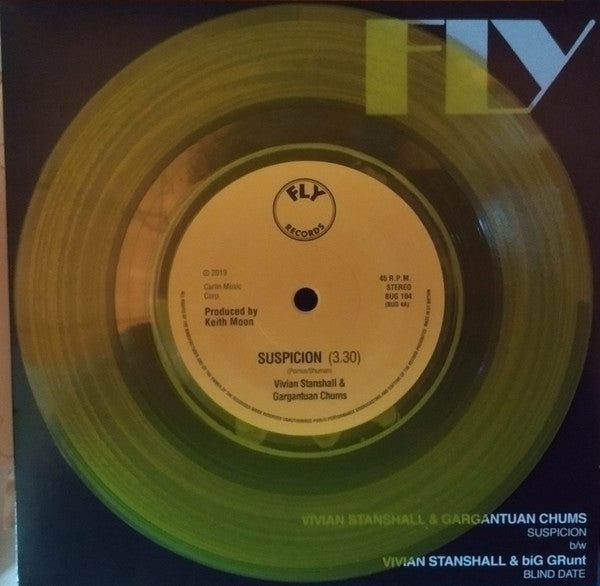 FLY
FLY
RECORDS
© 2019
Carlin Music
Corp.
Produced by
Keith Moon
45 R.P.M.
STEREO
BUG 104
(BUG 4A)
SUSPICION (3.30)
(Pomus/Shuman)
Vivian Stanshall &
Gargantuan Chums
VIVIAN STANSHALL & GARGANTUAN CHUMS
SUSPICION
b/w
VIVIAN STANSHALL & biG GRunt
BLIND DATE